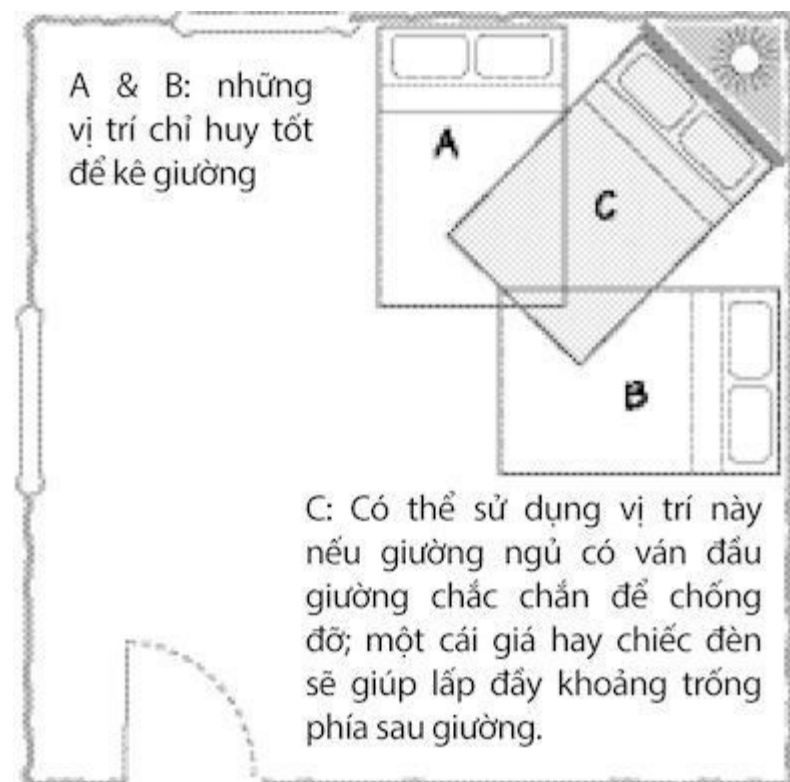 A & B: những
vị trí chỉ huy tốt
để kê giường
A
C
B
C: Có thể sử dụng vị trí này
nếu giường ngủ có ván đầu
giường chắc chắn để chống
đỡ; một cái giá hay chiếc đèn
sẽ giúp lấp đầy khoảng trống
phía sau giường.